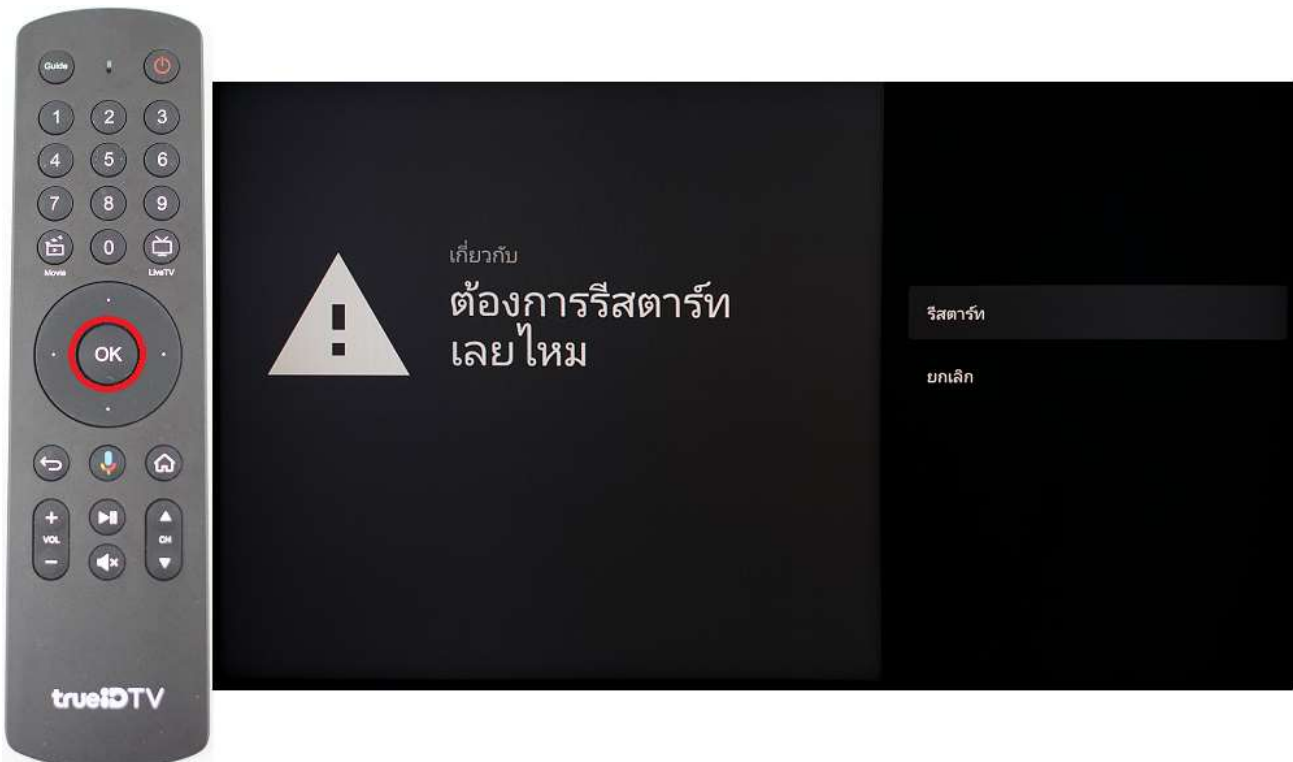 Guide
1 2 3
4 5 6
7 8 9
0
Movie LiveTV
OK
+
VOL CH
-
trueiDTV
เกี่ยวกับ
ต้องการรีสตาร์ท
เลยไหม
รีสตาร์ท
ยกเลิก